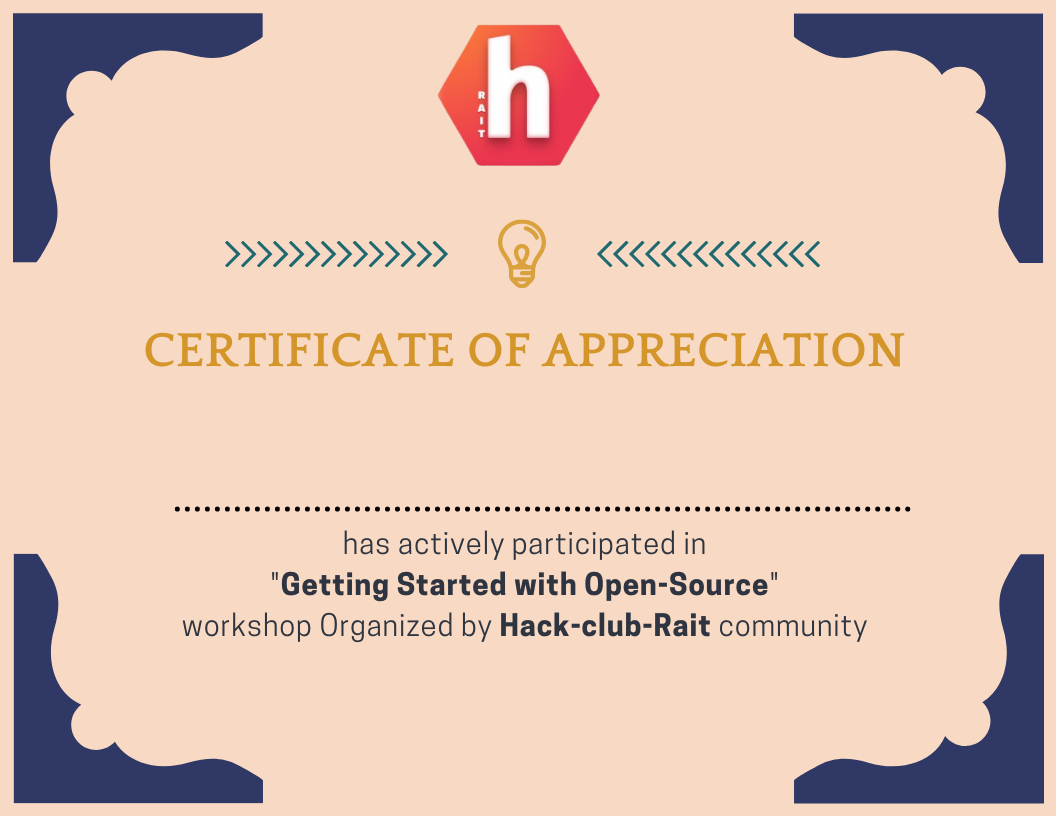 RAIT
h
CERTIFICATE OF APPRECIATION
has actively participated in
"Getting Started with Open-Source"
workshop Organized by Hack-club-Rait community